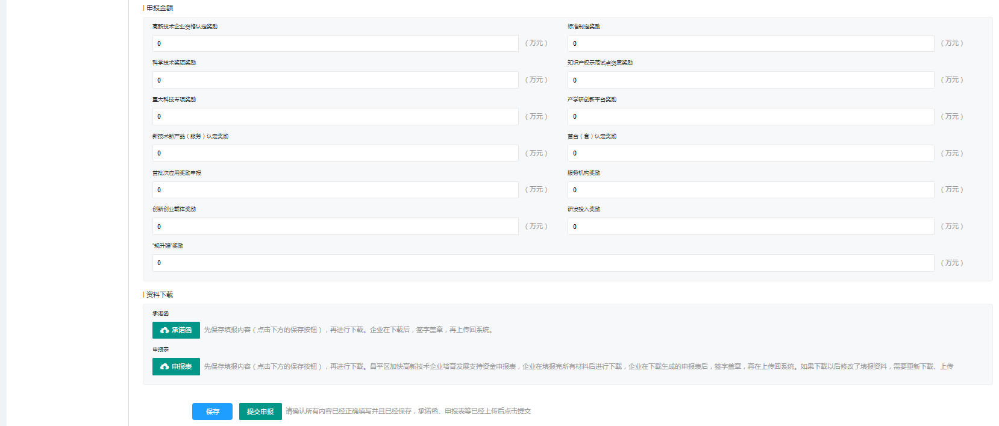 申报金额
高新技术企业资格认定奖励
标准制定奖励
0
（万元）
0
（万元）
科学技术奖项奖励
知识产权示范试点资质奖励
0
（万元）
0
（万元）
重大科技专项奖励
产学研创新平台奖励
0
（万元）
0
（万元）
新技术新产品（服务）认定奖励
首台（套）认定奖励
0
（万元）
0
（万元）
首批次应用奖励申报
服务机构奖励
0
（万元）
0
（万元）
创新创业载体奖励
研发投入奖励
0
（万元）
0
（万元）
"规升强"奖励
0
（万元）
资料下载
承诺函
承诺函
先保存填报内容（点击下方的保存按钮），再进行下载。企业在下载后，签字盖章，再上传回系统。
申报表
申报表
先保存填报内容（点击下方的保存按钮），再进行下载。昌平区加快高新技术企业培育发展支持资金申报表，企业在填报完所有材料后进行下载，企业在下载生成的申报表后，签字盖章，再在上传回系统。如果下载以后修改了填报资料，需要重新下载、上传
保存
提交申报
请确认所有内容已经正确填写并且已经保存，承诺函、申报表等已经上传后点击提交